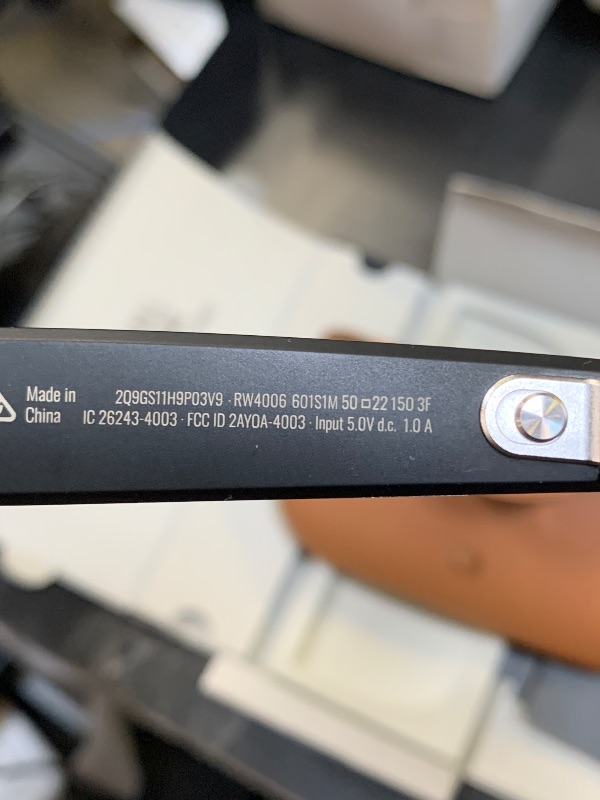 Made in
China
2Q9GS11H9P03V9 · RW4006 601S1M 50□22 150 3F
IC 26243-4003 · FCC ID 2AYOA-4003 · Input 5.0V d.c. 1.0 A